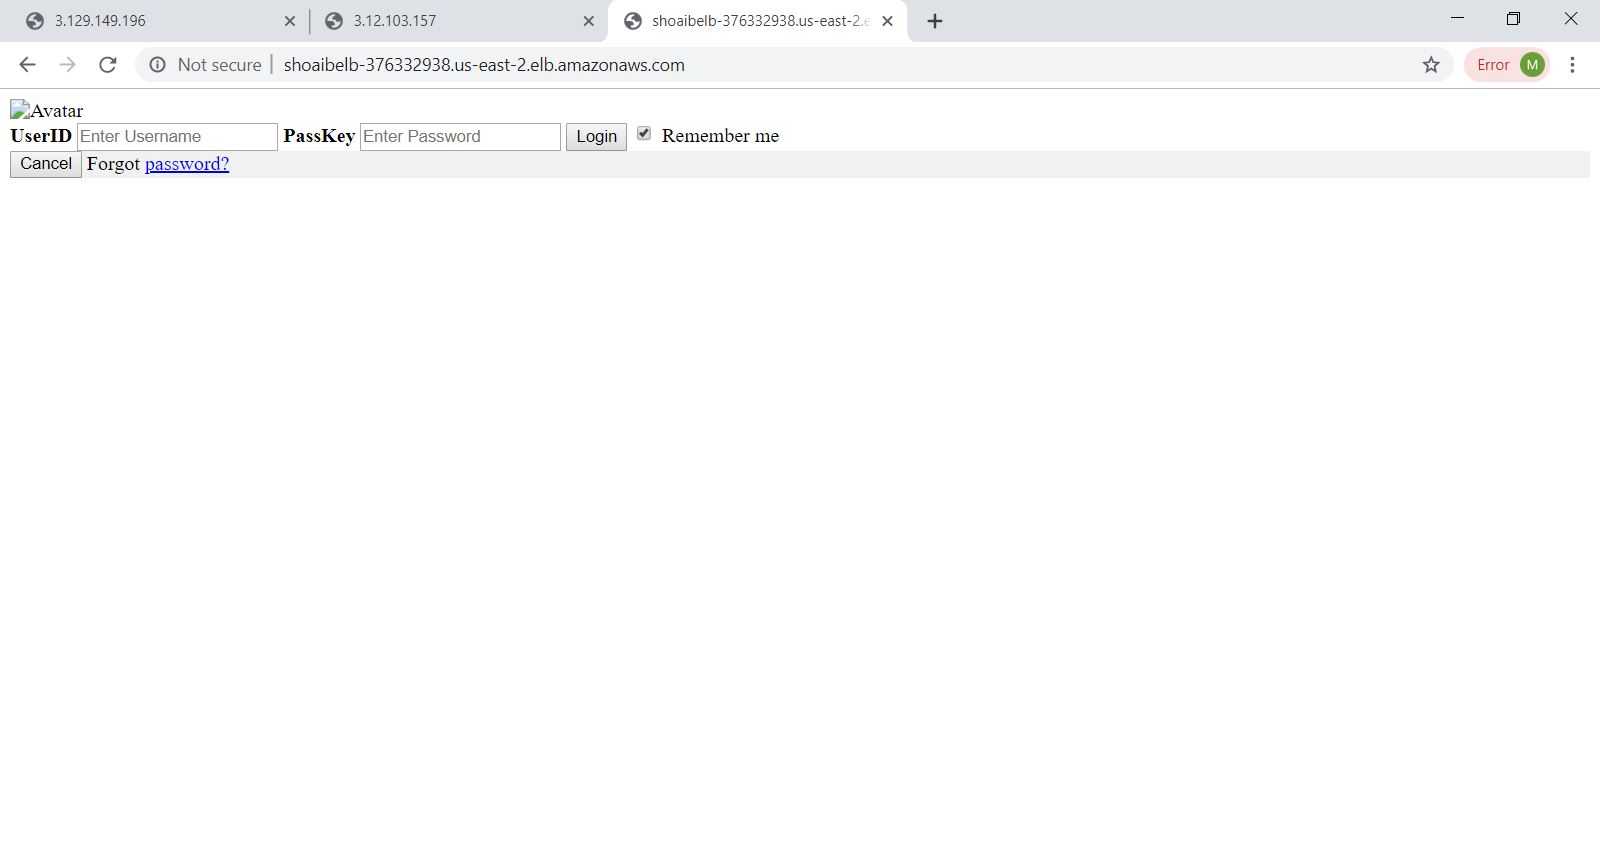 3.129.149.196 3.12.103.157 shoaibelb-376332938.us-east-2.e
Not secure shoaibelb-376332938.us-east-2.elb.amazonaws.com Error M
Avatar
UserID Enter Username PassKey Enter Password Login Remember me
Cancel Forgot password?